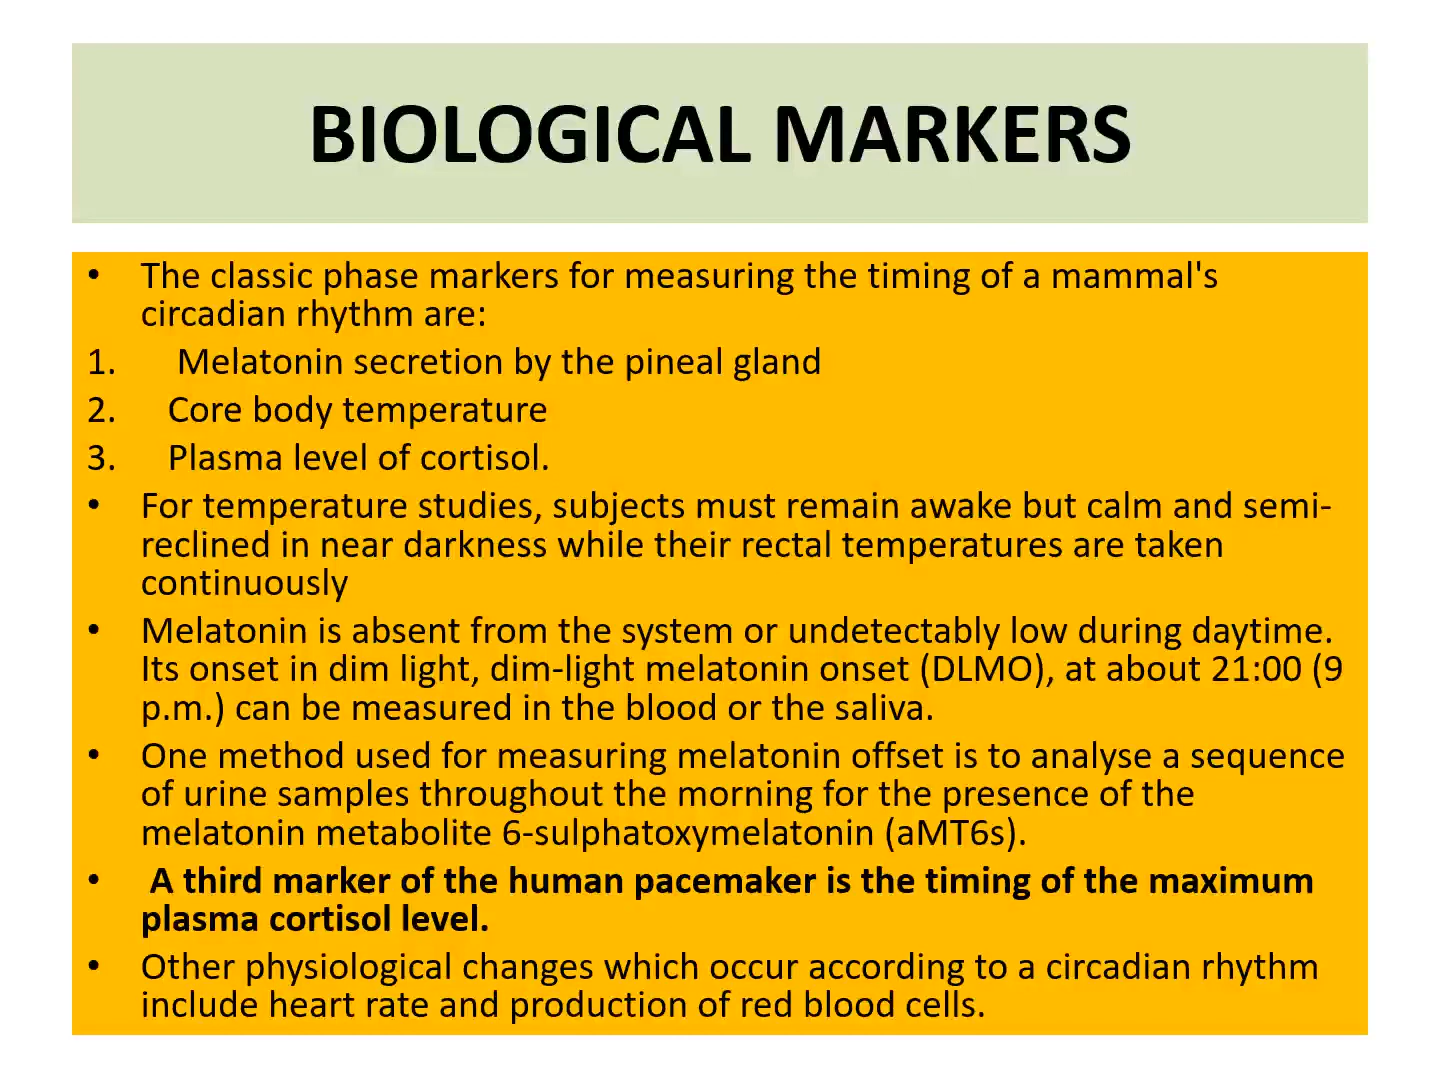 BIOLOGICAL MARKERS
• The classic phase markers for measuring the timing of a mammal's
circadian rhythm are:
1. Melatonin secretion by the pineal gland
2. Core body temperature
3. Plasma level of cortisol.
• For temperature studies, subjects must remain awake but calm and semi-
reclined in near darkness while their rectal temperatures are taken
continuously
• Melatonin is absent from the system or undetectably low during daytime.
Its onset in dim light, dim-light melatonin onset (DLMO), at about 21:00 (9
p.m.) can be measured in the blood or the saliva.
• One method used for measuring melatonin offset is to analyse a sequence
of urine samples throughout the morning for the presence of the
melatonin metabolite 6-sulphatoxymelatonin (aMT6s).
• A third marker of the human pacemaker is the timing of the maximum
plasma cortisol level.
• Other physiological changes which occur according to a circadian rhythm
include heart rate and production of red blood cells.